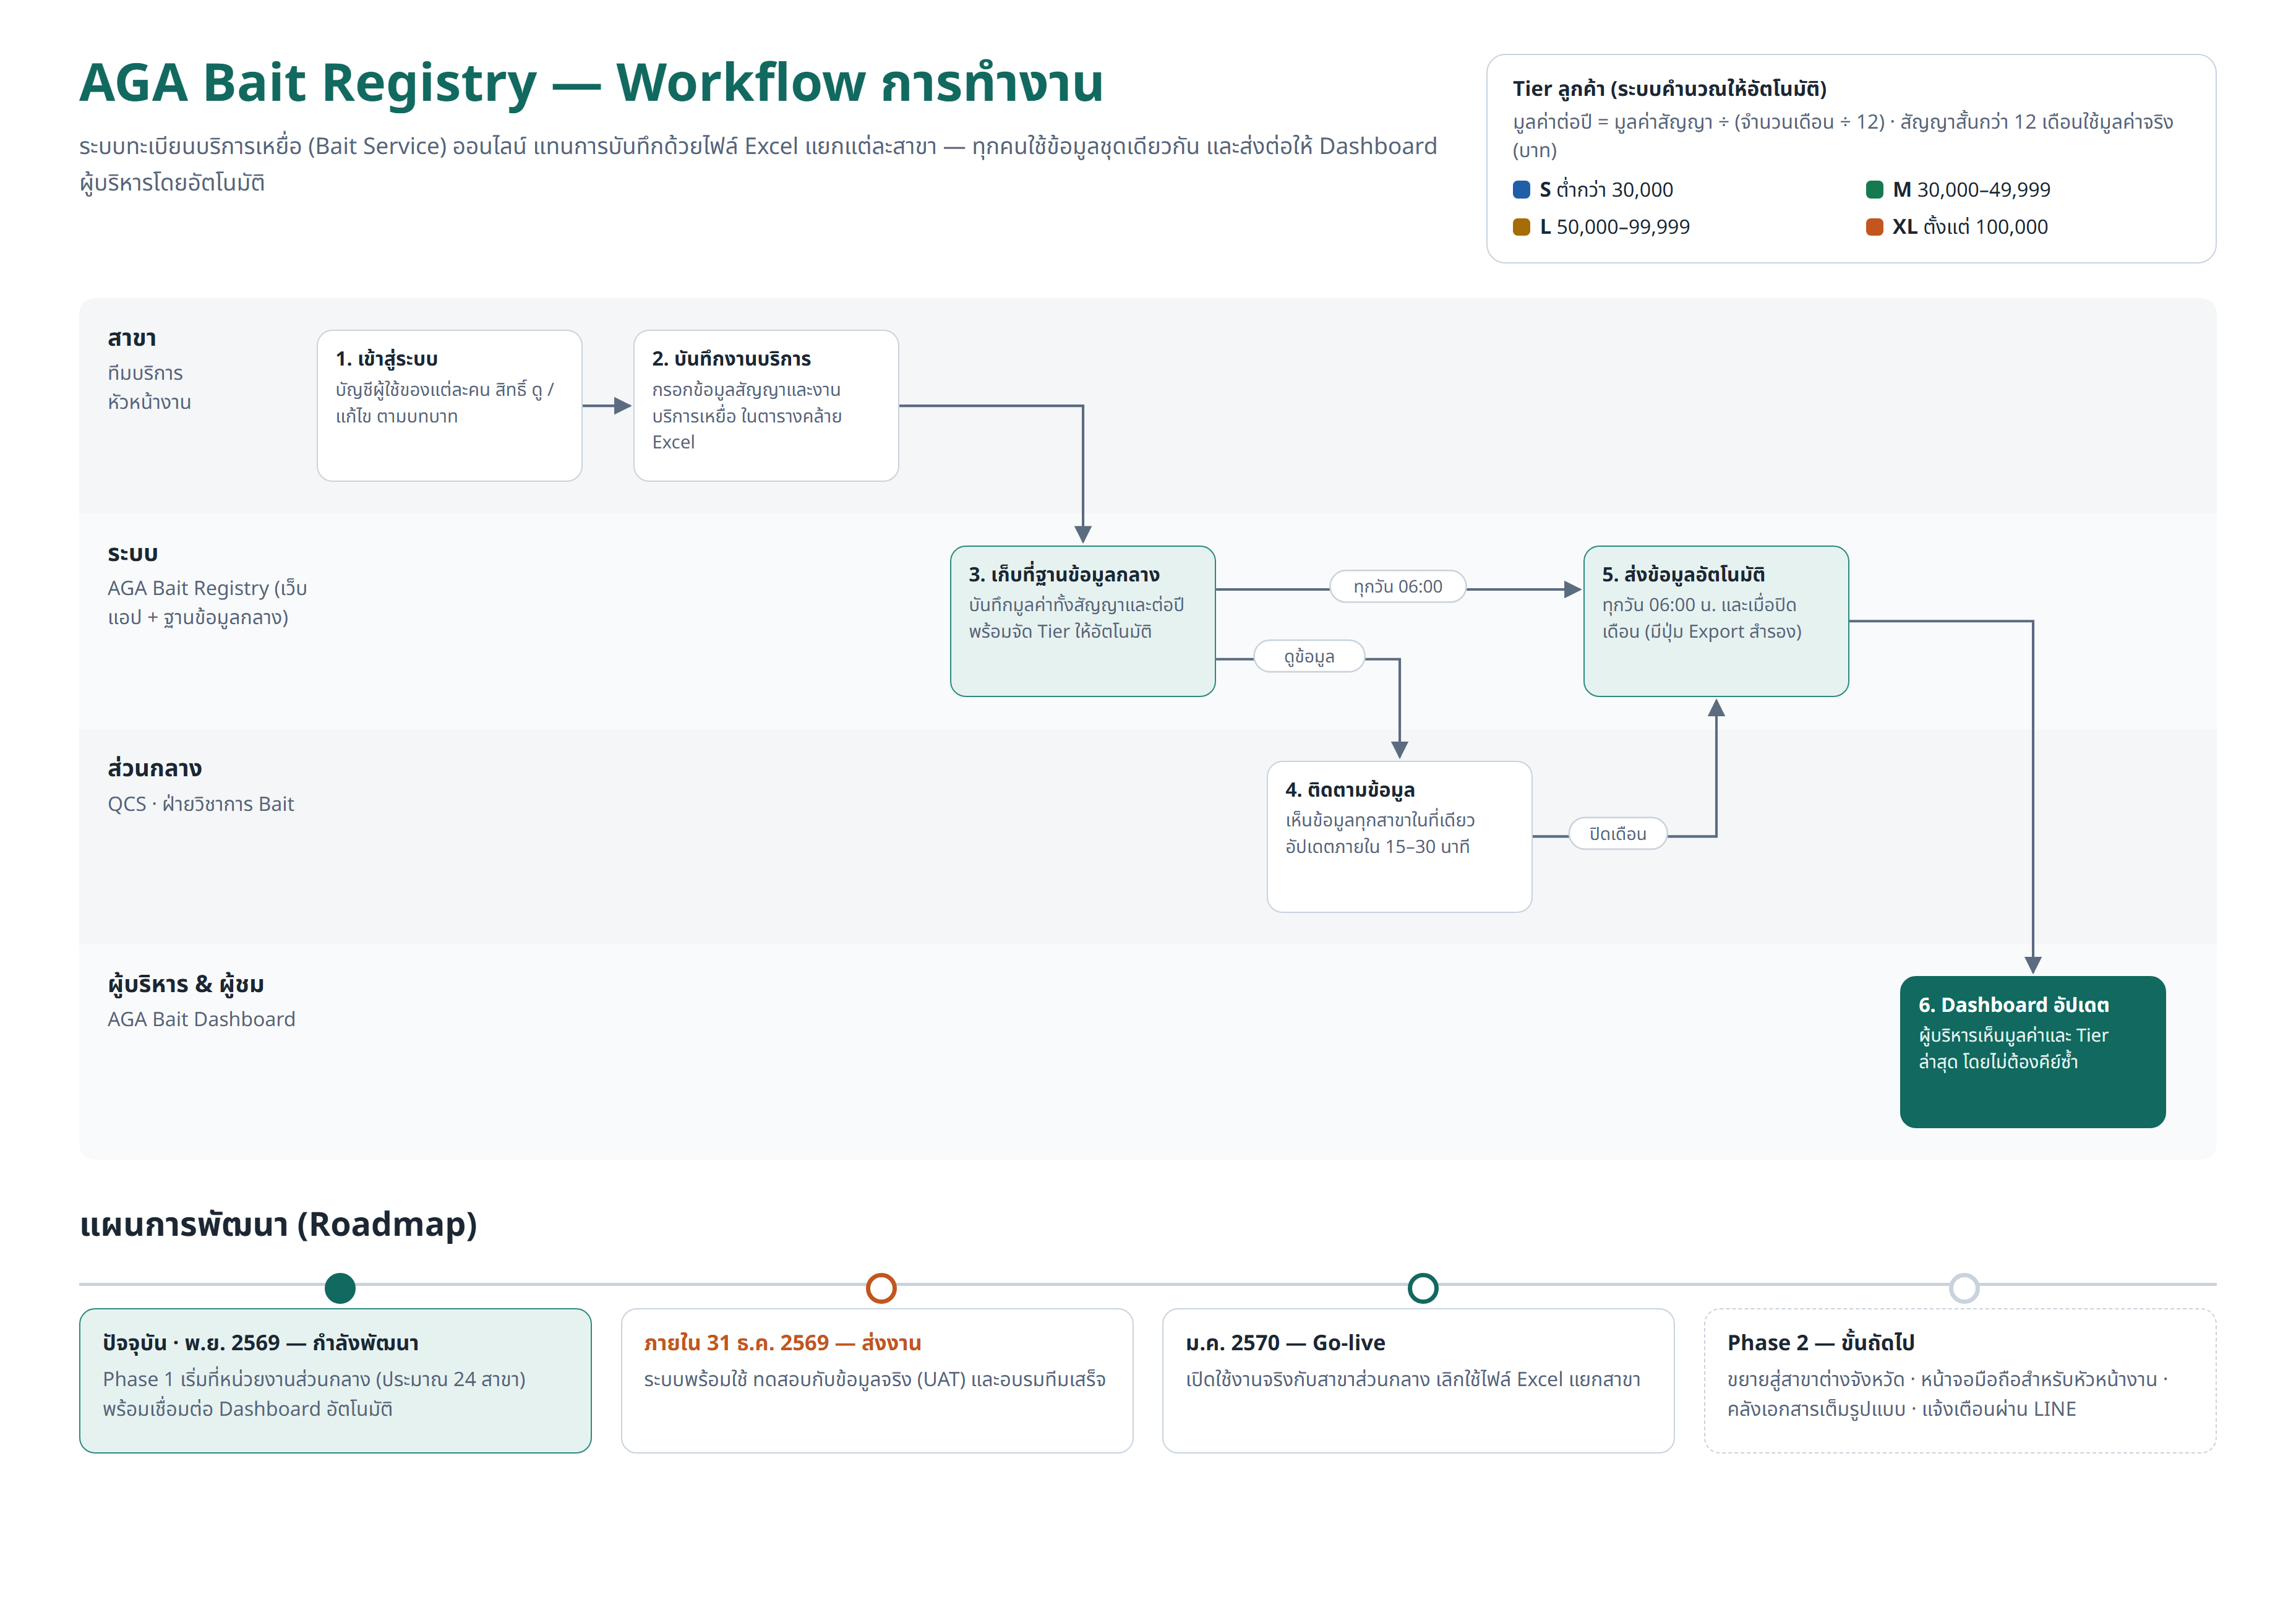 AGA Bait Registry — Workflow การทำงาน
ระบบทะเบียนบริการเหยื่อ (Bait Service) ออนไลน์ แทนการบันทึกด้วยไฟล์ Excel แยกแต่ละสาขา — ทุกคนใช้ข้อมูลชุดเดียวกัน และส่งต่อให้ Dashboard
ผู้บริหารโดยอัตโนมัติ
Tier ลูกค้า (ระบบคำนวณให้อัตโนมัติ)
มูลค่าต่อปี = มูลค่าสัญญา ÷ (จำนวนเดือน ÷ 12) · สัญญาสั้นกว่า 12 เดือนใช้มูลค่าจริง
(บาท)
S ต่ำกว่า 30,000
M 30,000–49,999
L 50,000–99,999
XL ตั้งแต่ 100,000
สาขา
ทีมบริการ
หัวหน้างาน
1. เข้าสู่ระบบ
บัญชีผู้ใช้ของแต่ละคน สิทธิ์ ดู /
แก้ไข ตามบทบาท
2. บันทึกงานบริการ
กรอกข้อมูลสัญญาและงาน
บริการเหยื่อ ในตารางคล้าย
Excel
ระบบ
AGA Bait Registry (เว็บ
แอป + ฐานข้อมูลกลาง)
3. เก็บที่ฐานข้อมูลกลาง
บันทึกมูลค่าทั้งสัญญาและต่อปี
พร้อมจัด Tier ให้อัตโนมัติ
ทุกวัน 06:00
ดูข้อมูล
5. ส่งข้อมูลอัตโนมัติ
ทุกวัน 06:00 น. และเมื่อปิด
เดือน (มีปุ่ม Export สำรอง)
ส่วนกลาง
QCS · ฝ่ายวิชาการ Bait
4. ติดตามข้อมูล
เห็นข้อมูลทุกสาขาในที่เดียว
อัปเดตภายใน 15–30 นาที
ปิดเดือน
ผู้บริหาร & ผู้ชม
AGA Bait Dashboard
6. Dashboard อัปเดต
ผู้บริหารเห็นมูลค่าและ Tier
ล่าสุด โดยไม่ต้องคีย์ซ้ำ
แผนการพัฒนา (Roadmap)
ปัจจุบัน · พ.ย. 2569 — กำลังพัฒนา
Phase 1 เริ่มที่หน่วยงานส่วนกลาง (ประมาณ 24 สาขา)
พร้อมเชื่อมต่อ Dashboard อัตโนมัติ
ภายใน 31 ธ.ค. 2569 — ส่งงาน
ระบบพร้อมใช้ ทดสอบกับข้อมูลจริง (UAT) และอบรมทีมเสร็จ
ม.ค. 2570 — Go-live
เปิดใช้งานจริงกับสาขาส่วนกลาง เลิกใช้ไฟล์ Excel แยกสาขา
Phase 2 — ขั้นถัดไป
ขยายสู่สาขาต่างจังหวัด · หน้าจอมือถือสำหรับหัวหน้างาน ·
คลังเอกสารเต็มรูปแบบ · แจ้งเตือนผ่าน LINE